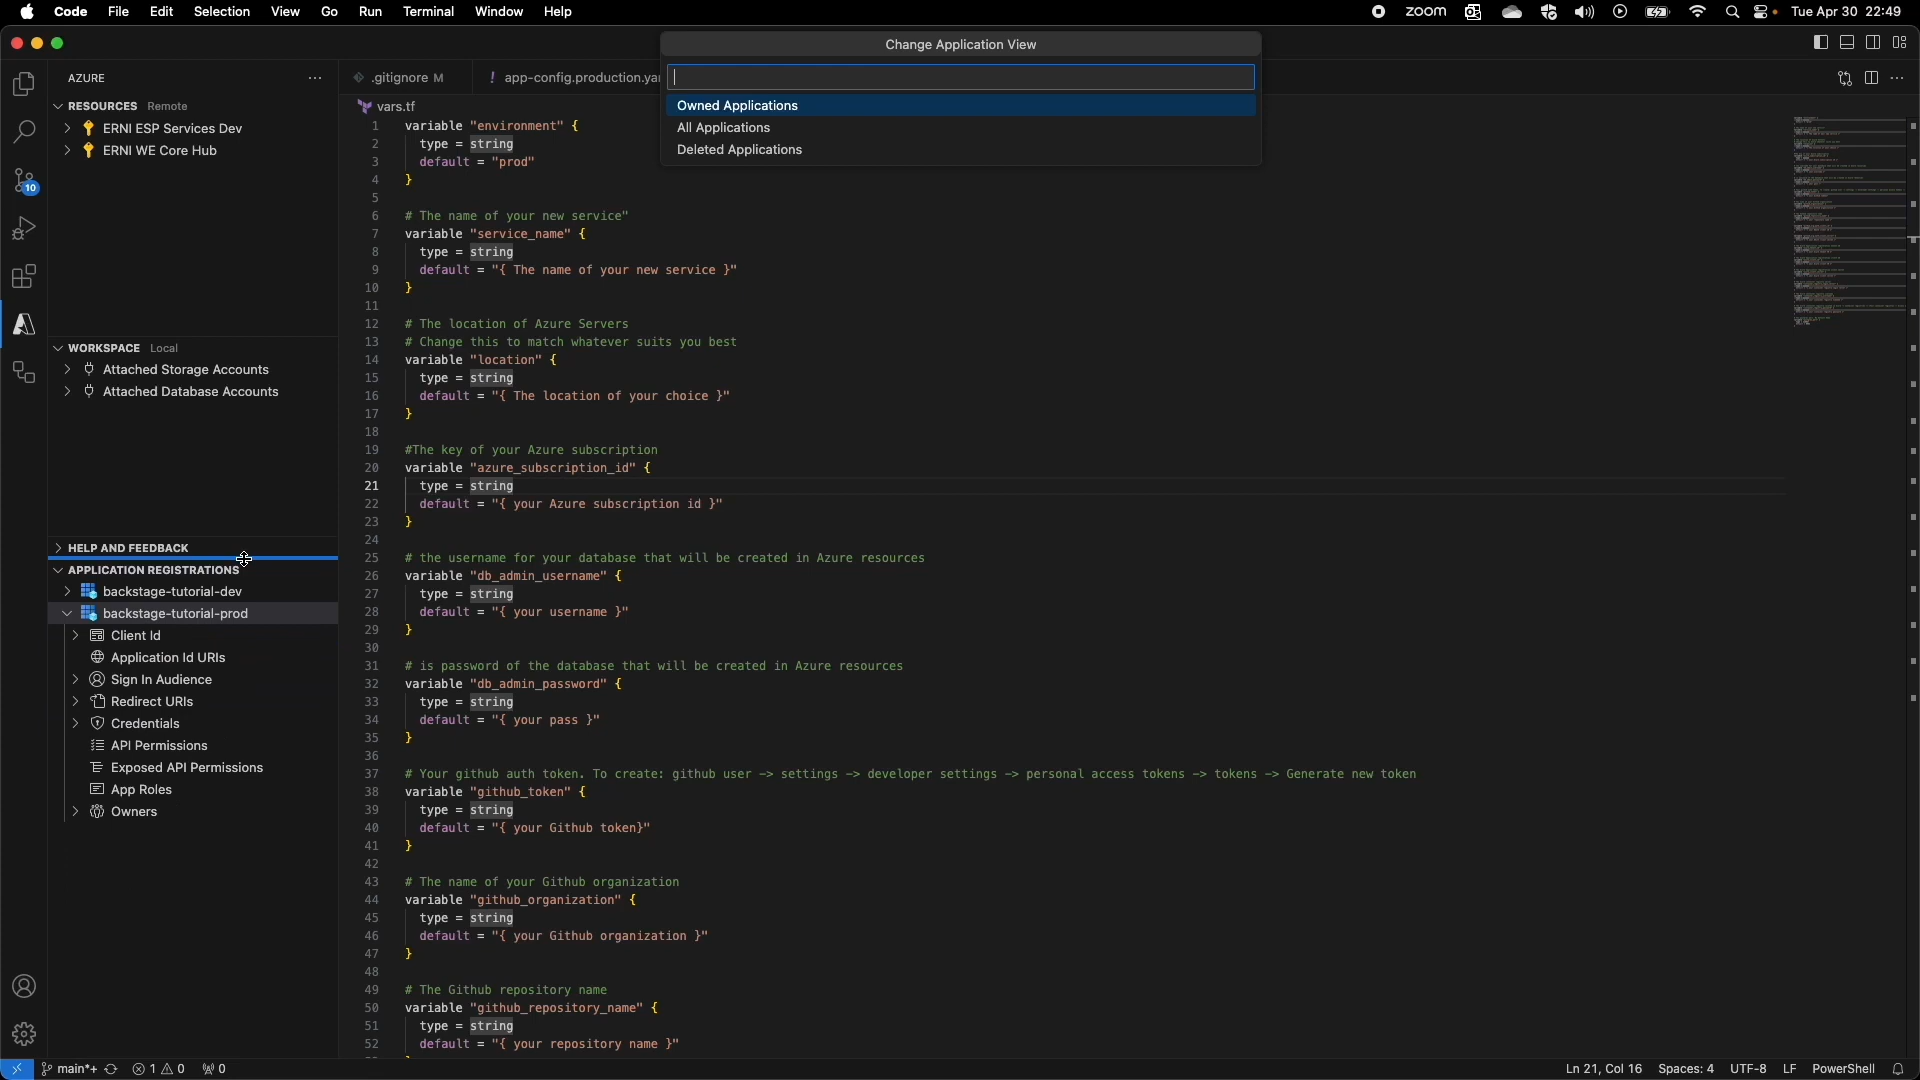 Code File Edit Selection View Go Run Terminal Window Help
zoom Tue Apr 30 22:49
Change Application View
AZURE
.gitignore M
! app-config.production.yar
Owned Applications
All Applications
Deleted Applications
RESOURCES Remote
ERNI ESP Services Dev
ERNI WE Core Hub
10
WORKSPACE Local
Attached Storage Accounts
Attached Database Accounts
HELP AND FEEDBACK
APPLICATION REGISTRATIONS
backstage-tutorial-dev
backstage-tutorial-prod
Client Id
Application Id URIs
Sign In Audience
Redirect URIs
Credentials
API Permissions
Exposed API Permissions
App Roles
Owners
vars.tf
1 variable "environment" {
2 type = string
3 default = "prod"
4 }
5
6 # The name of your new service"
7 variable "service_name" {
8 type = string
9 default = "{ The name of your new service }"
10 }
11
12 # The location of Azure Servers
13 # Change this to match whatever suits you best
14 variable "location" {
15 type = string
16 default = "{ The location of your choice }"
17 }
18
19 #The key of your Azure subscription
20 variable "azure_subscription_id" {
21 type = string
22 default = "{ your Azure subscription id }"
23 }
24
25 # the username for your database that will be created in Azure resources
26 variable "db_admin_username" {
27 type = string
28 default = "{ your username }"
29 }
30
31 # is password of the database that will be created in Azure resources
32 variable "db_admin_password" {
33 type = string
34 default = "{ your pass }"
35 }
36
37 # Your github auth token. To create: github user -> settings -> developer settings -> personal access tokens -> tokens -> Generate new token
38 variable "github_token" {
39 type = string
40 default = "{ your Github token}"
41 }
42
43 # The name of your Github organization
44 variable "github_organization" {
45 type = string
46 default = "{ your Github organization }"
47 }
48
49 # The Github repository name
50 variable "github_repository_name" {
51 type = string
52 default = "{ your repository name }"
main*+ 1 0 0
Ln 21, Col 16 Spaces: 4 UTF-8 LF PowerShell